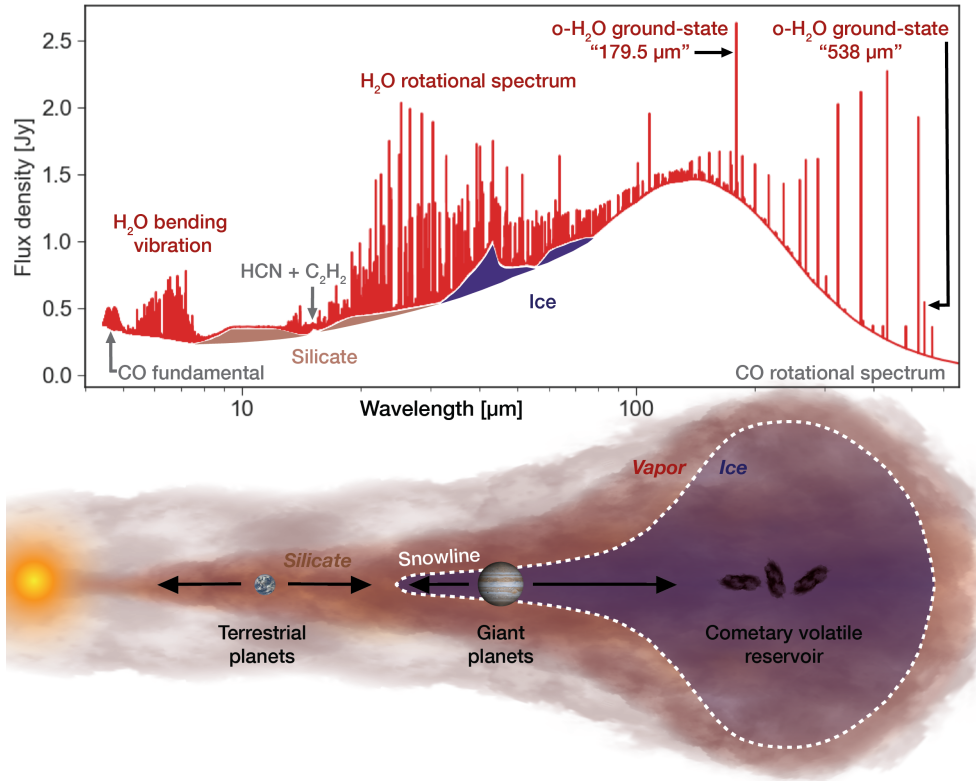 o-H₂O ground-state
“179.5 µm”
o-H₂O ground-state
“538 µm”
H₂O rotational spectrum
H₂O bending
vibration
HCN + C₂H₂
Ice
Silicate
CO fundamental
CO rotational spectrum
Flux density [Jy]
2.5
2.0
1.5
1.0
0.5
0.0
10
Wavelength [µm]
100
Vapor
Ice
Silicate
Snowline
Terrestrial
planets
Giant
planets
Cometary volatile
reservoir